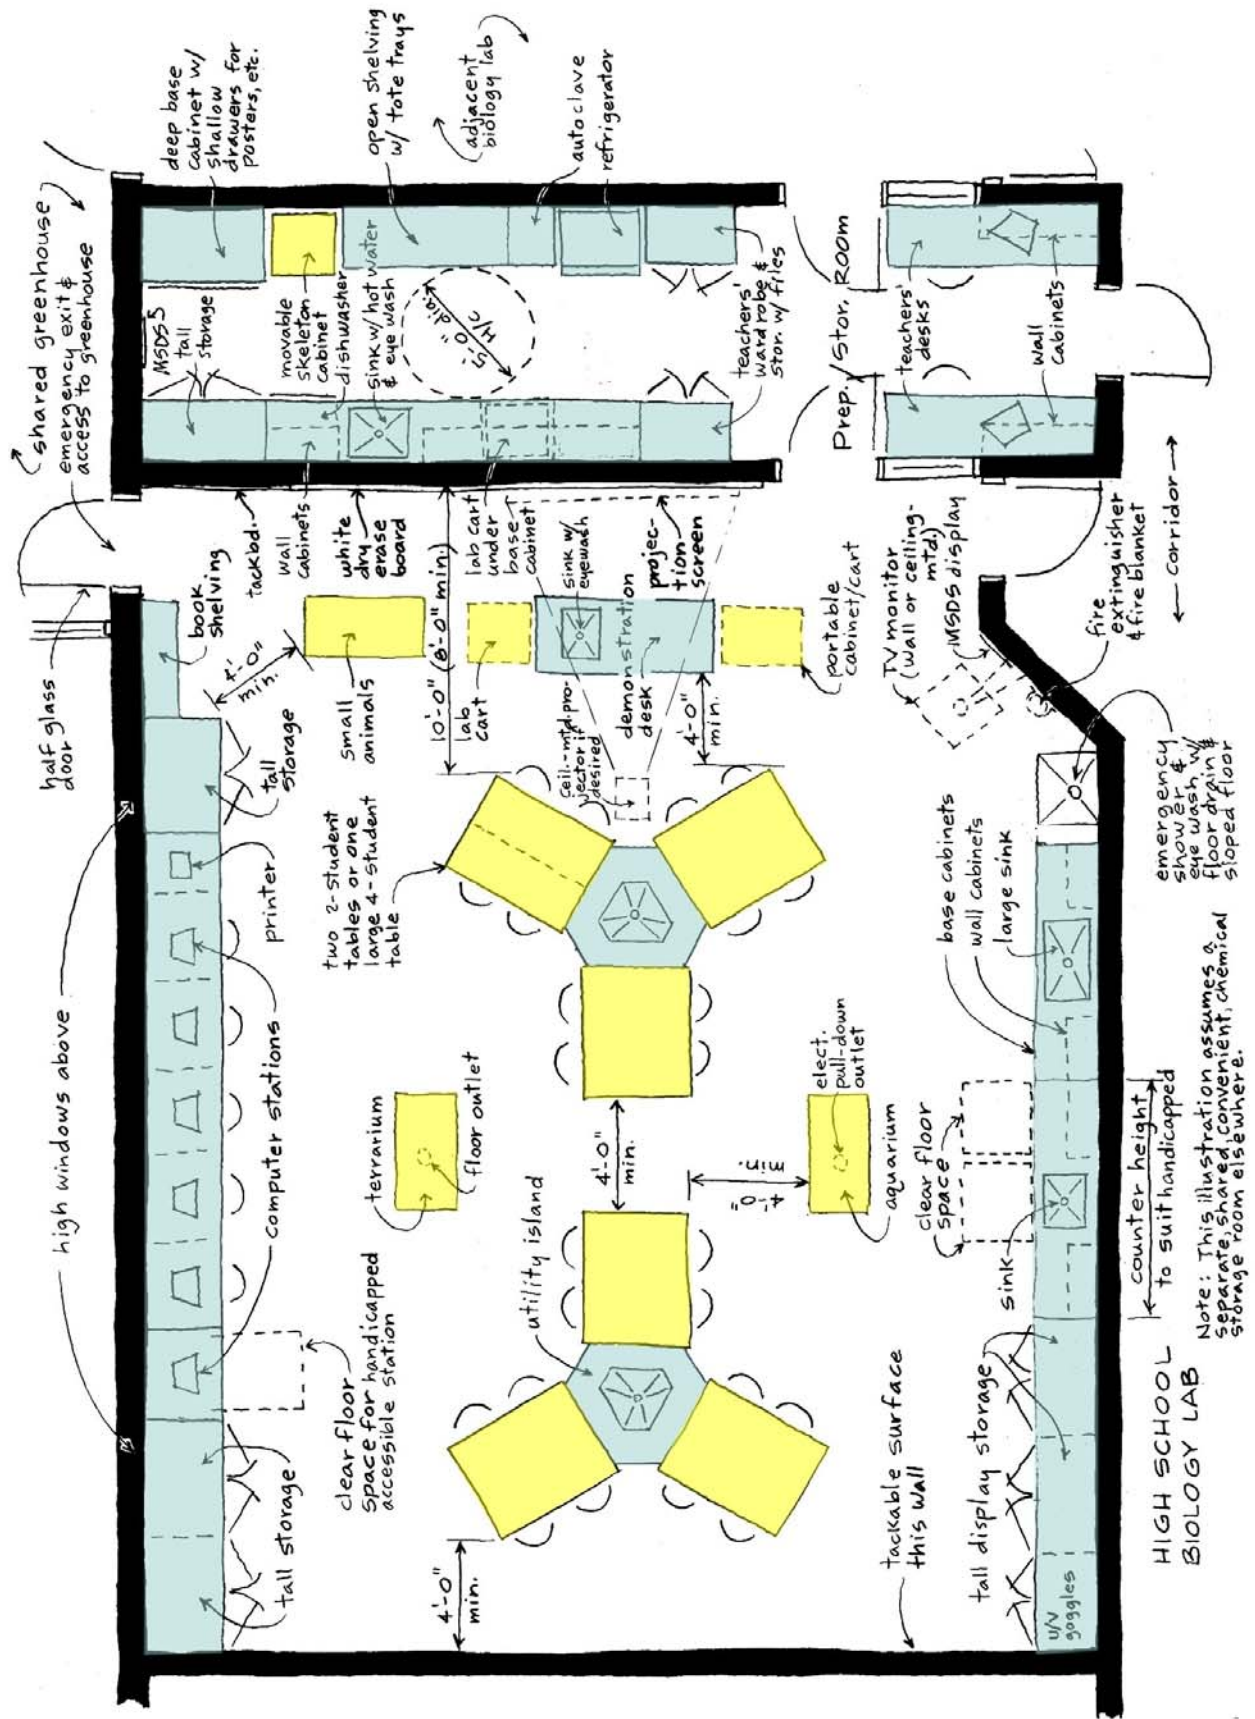 shared greenhouse
emergency exit &
access to greenhouse
deep base
cabinet w/
shallow
drawers for
posters, etc.
open shelving
w/ tote trays
adjacent
biology lab
autoclave
refrigerator
MSDS
tall
storage
movable
skeleton
cabinet
dishwasher
sink w/ hot water
& eye wash
5'-0" dia.
H/C
teachers'
wardrobe &
stor. w/ files
Prep./Stor. Room
teachers'
desks
wall
cabinets
half glass
door
book
shelving
tackbd.
wall
cabinets
white
dry
erase
board
lab cart
under
base
cabinet
sink w/
eyewash
projec-
tion
screen
demonstration
desk
portable
cabinet/cart
TV monitor
(wall or ceiling-
mtd)
MSDS display
fire
extinguisher
& fire blanket
corridor
4'-0"
min.
small
animals
10'-0" (8'-0" min.)
lab
cart
ceil.-mtd. pro-
jector if
desired
4'-0"
min.
tall
storage
printer
two 2-student
tables or one
large 4-student
table
emergency
shower &
eye wash w/
floor drain &
sloped floor
base cabinets
wall cabinets
large sink
high windows above
computer stations
terrarium
floor outlet
4'-0"
min.
4'-0"
min.
elect.
pull-down
outlet
aquarium
clear floor
space
sink
counter height
to suit handicapped
clear floor
space for handicapped
accessible station
utility island
tall storage
4'-0"
min.
tackable surface
this wall
tall display storage
u/v
goggles
HIGH SCHOOL
BIOLOGY LAB
Note: This illustration assumes a
separate, shared, convenient, chemical
storage room elsewhere.